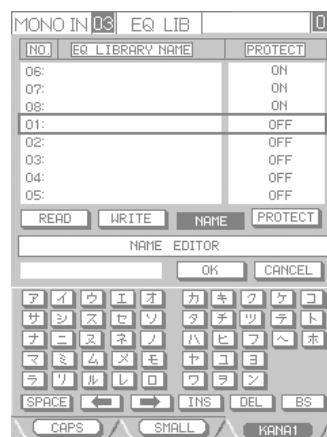 MONO IN 03 EQ LIB 0
NO. EQ LIBRARY NAME PROTECT
06: ON
07: ON
08: ON
01: OFF
02: OFF
03: OFF
04: OFF
05: OFF
READ WRITE NAME PROTECT
NAME EDITOR
OK CANCEL
ア イ ウ エ オ カ キ ク ケ コ
サ シ ス セ ソ タ チ ツ テ ト
ナ ニ ヌ ネ ノ ハ ヒ フ ヘ ホ
マ ミ ム メ モ ヤ ユ ヨ
ラ リ ル レ ロ ワ ヲ ン
SPACE ← → INS DEL BS
CAPS SMALL KANA1